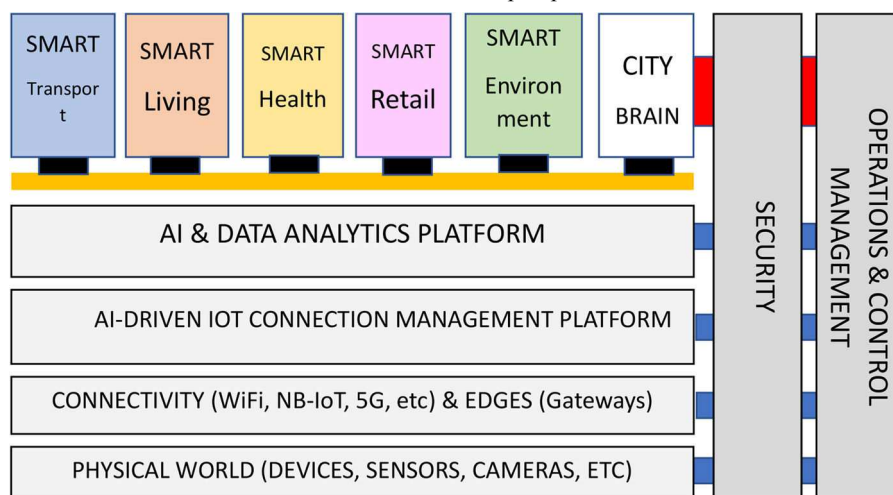 SMART
Transpor
t
SMART
Living
SMART
Health
SMART
Retail
SMART
Environ
ment
CITY
BRAIN
AI & DATA ANALYTICS PLATFORM
AI-DRIVEN IOT CONNECTION MANAGEMENT PLATFORM
CONNECTIVITY (WiFi, NB-IoT, 5G, etc) & EDGES (Gateways)
PHYSICAL WORLD (DEVICES, SENSORS, CAMERAS, ETC)
SECURITY
OPERATIONS & CONTROL
MANAGEMENT